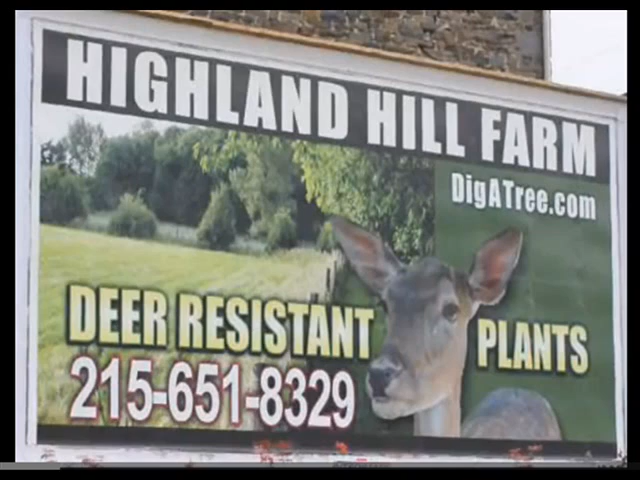 HIGHLAND HILL FARM
DigATree.com
DEER RESISTANT PLANTS
215-651-8329